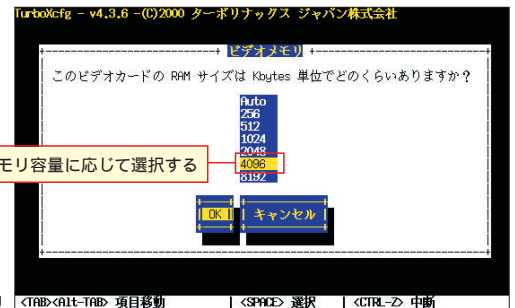 TurboXcfg - v4.3.6 -(C)2000 ターボリナックス ジャパン株式会社
ビデオメモリ
このビデオカードの RAM サイズは Kbytes 単位でどのくらいありますか？
Auto
256
512
1024
2048
モリ容量に応じて選択する
4096
8192
OK キャンセル
<TAB><Alt-TAB> 項目移動 | <SPACE> 選択 | <CTRL-Z> 中断